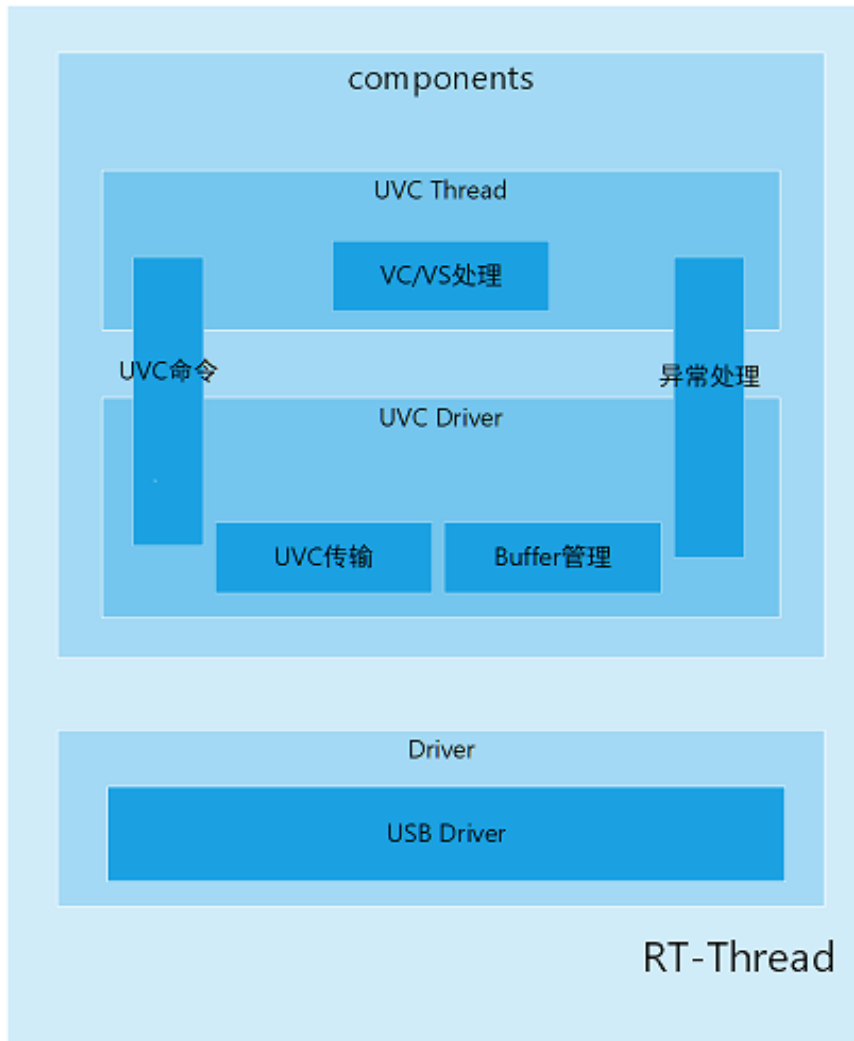 components
UVC Thread
VC/VS处理
UVC命令
异常处理
UVC Driver
UVC传输
Buffer管理
Driver
USB Driver
RT-Thread